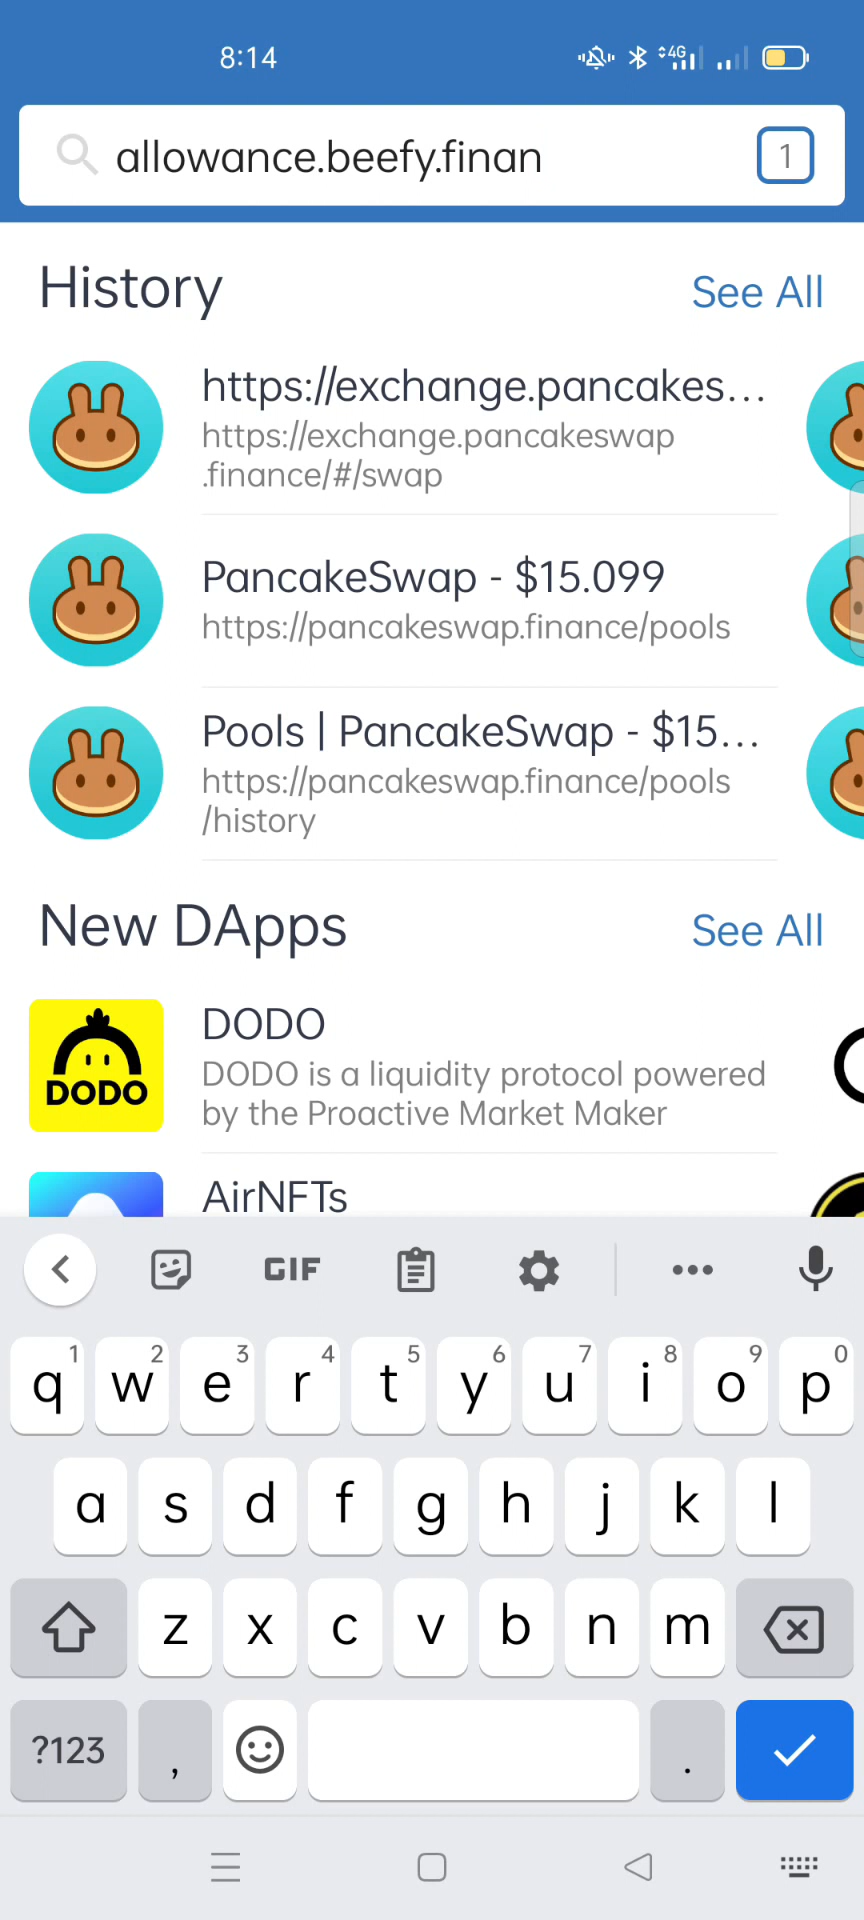 8:14
4G
allowance.beefy.finan
1
History
See All
https://exchange.pancakes...
https://exchange.pancakeswap
.finance/#/swap
PancakeSwap - $15.099
https://pancakeswap.finance/pools
Pools | PancakeSwap - $15...
https://pancakeswap.finance/pools
/history
New DApps
See All
DODO
DODO
DODO is a liquidity protocol powered
by the Proactive Market Maker
AirNFTs
GIF
1 2 3 4 5 6 7 8 9 0
q w e r t y u i o p
a s d f g h j k l
z x c v b n m
?123 , .